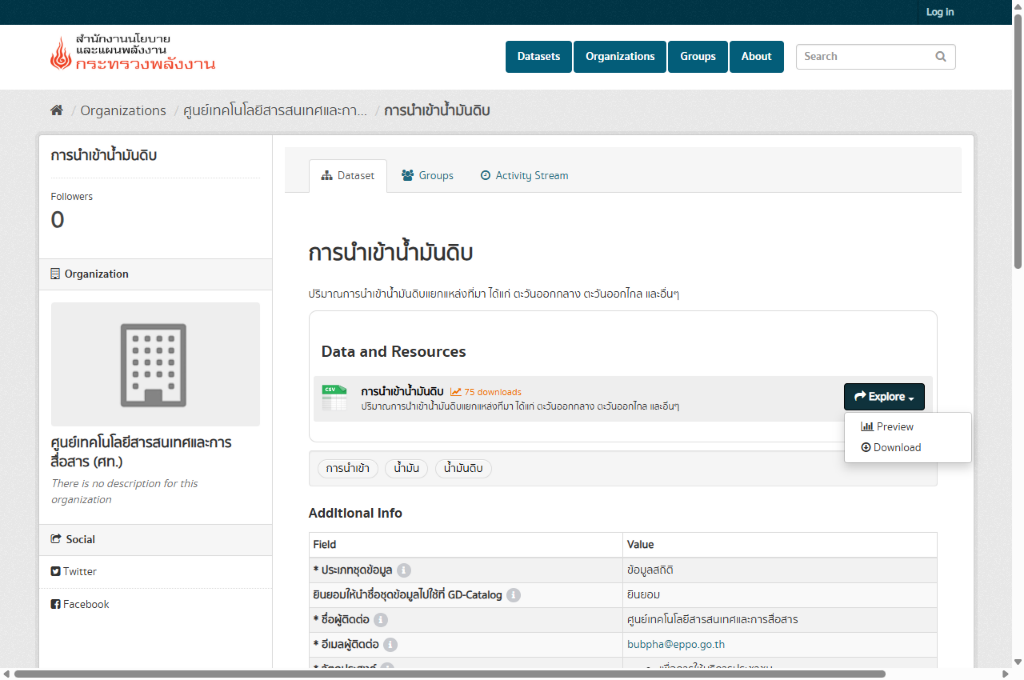 Log in
สำนักงานนโยบาย
และแผนพลังงาน
กระทรวงพลังงาน
Datasets
Organizations
Groups
About
Search
/ Organizations / ศูนย์เทคโนโลยีสารสนเทศและกา... / การนำเข้าน้ำมันดิบ
การนำเข้าน้ำมันดิบ
Followers
0
Organization
ศูนย์เทคโนโลยีสารสนเทศและการ
สื่อสาร (ศท.)
There is no description for this
organization
Social
Twitter
Facebook
Dataset
Groups
Activity Stream
การนำเข้าน้ำมันดิบ
ปริมาณการนำเข้าน้ำมันดิบแยกแหล่งที่มา ได้แก่ ตะวันออกกลาง ตะวันออกไกล และอื่นๆ
Data and Resources
CSV
การนำเข้าน้ำมันดิบ 75 downloads
ปริมาณการนำเข้าน้ำมันดิบแยกแหล่งที่มา ได้แก่ ตะวันออกกลาง ตะวันออกไกล และอื่นๆ
Explore
Preview
Download
การนำเข้า
น้ำมัน
น้ำมันดิบ
Additional Info
Field Value
* ประเภทชุดข้อมูล ข้อมูลสถิติ
ยินยอมให้นำชื่อชุดข้อมูลไปใช้ที่ GD-Catalog ยินยอม
* ชื่อผู้ติดต่อ ศูนย์เทคโนโลยีสารสนเทศและการสื่อสาร
* อีเมลผู้ติดต่อ bubpha@eppo.go.th